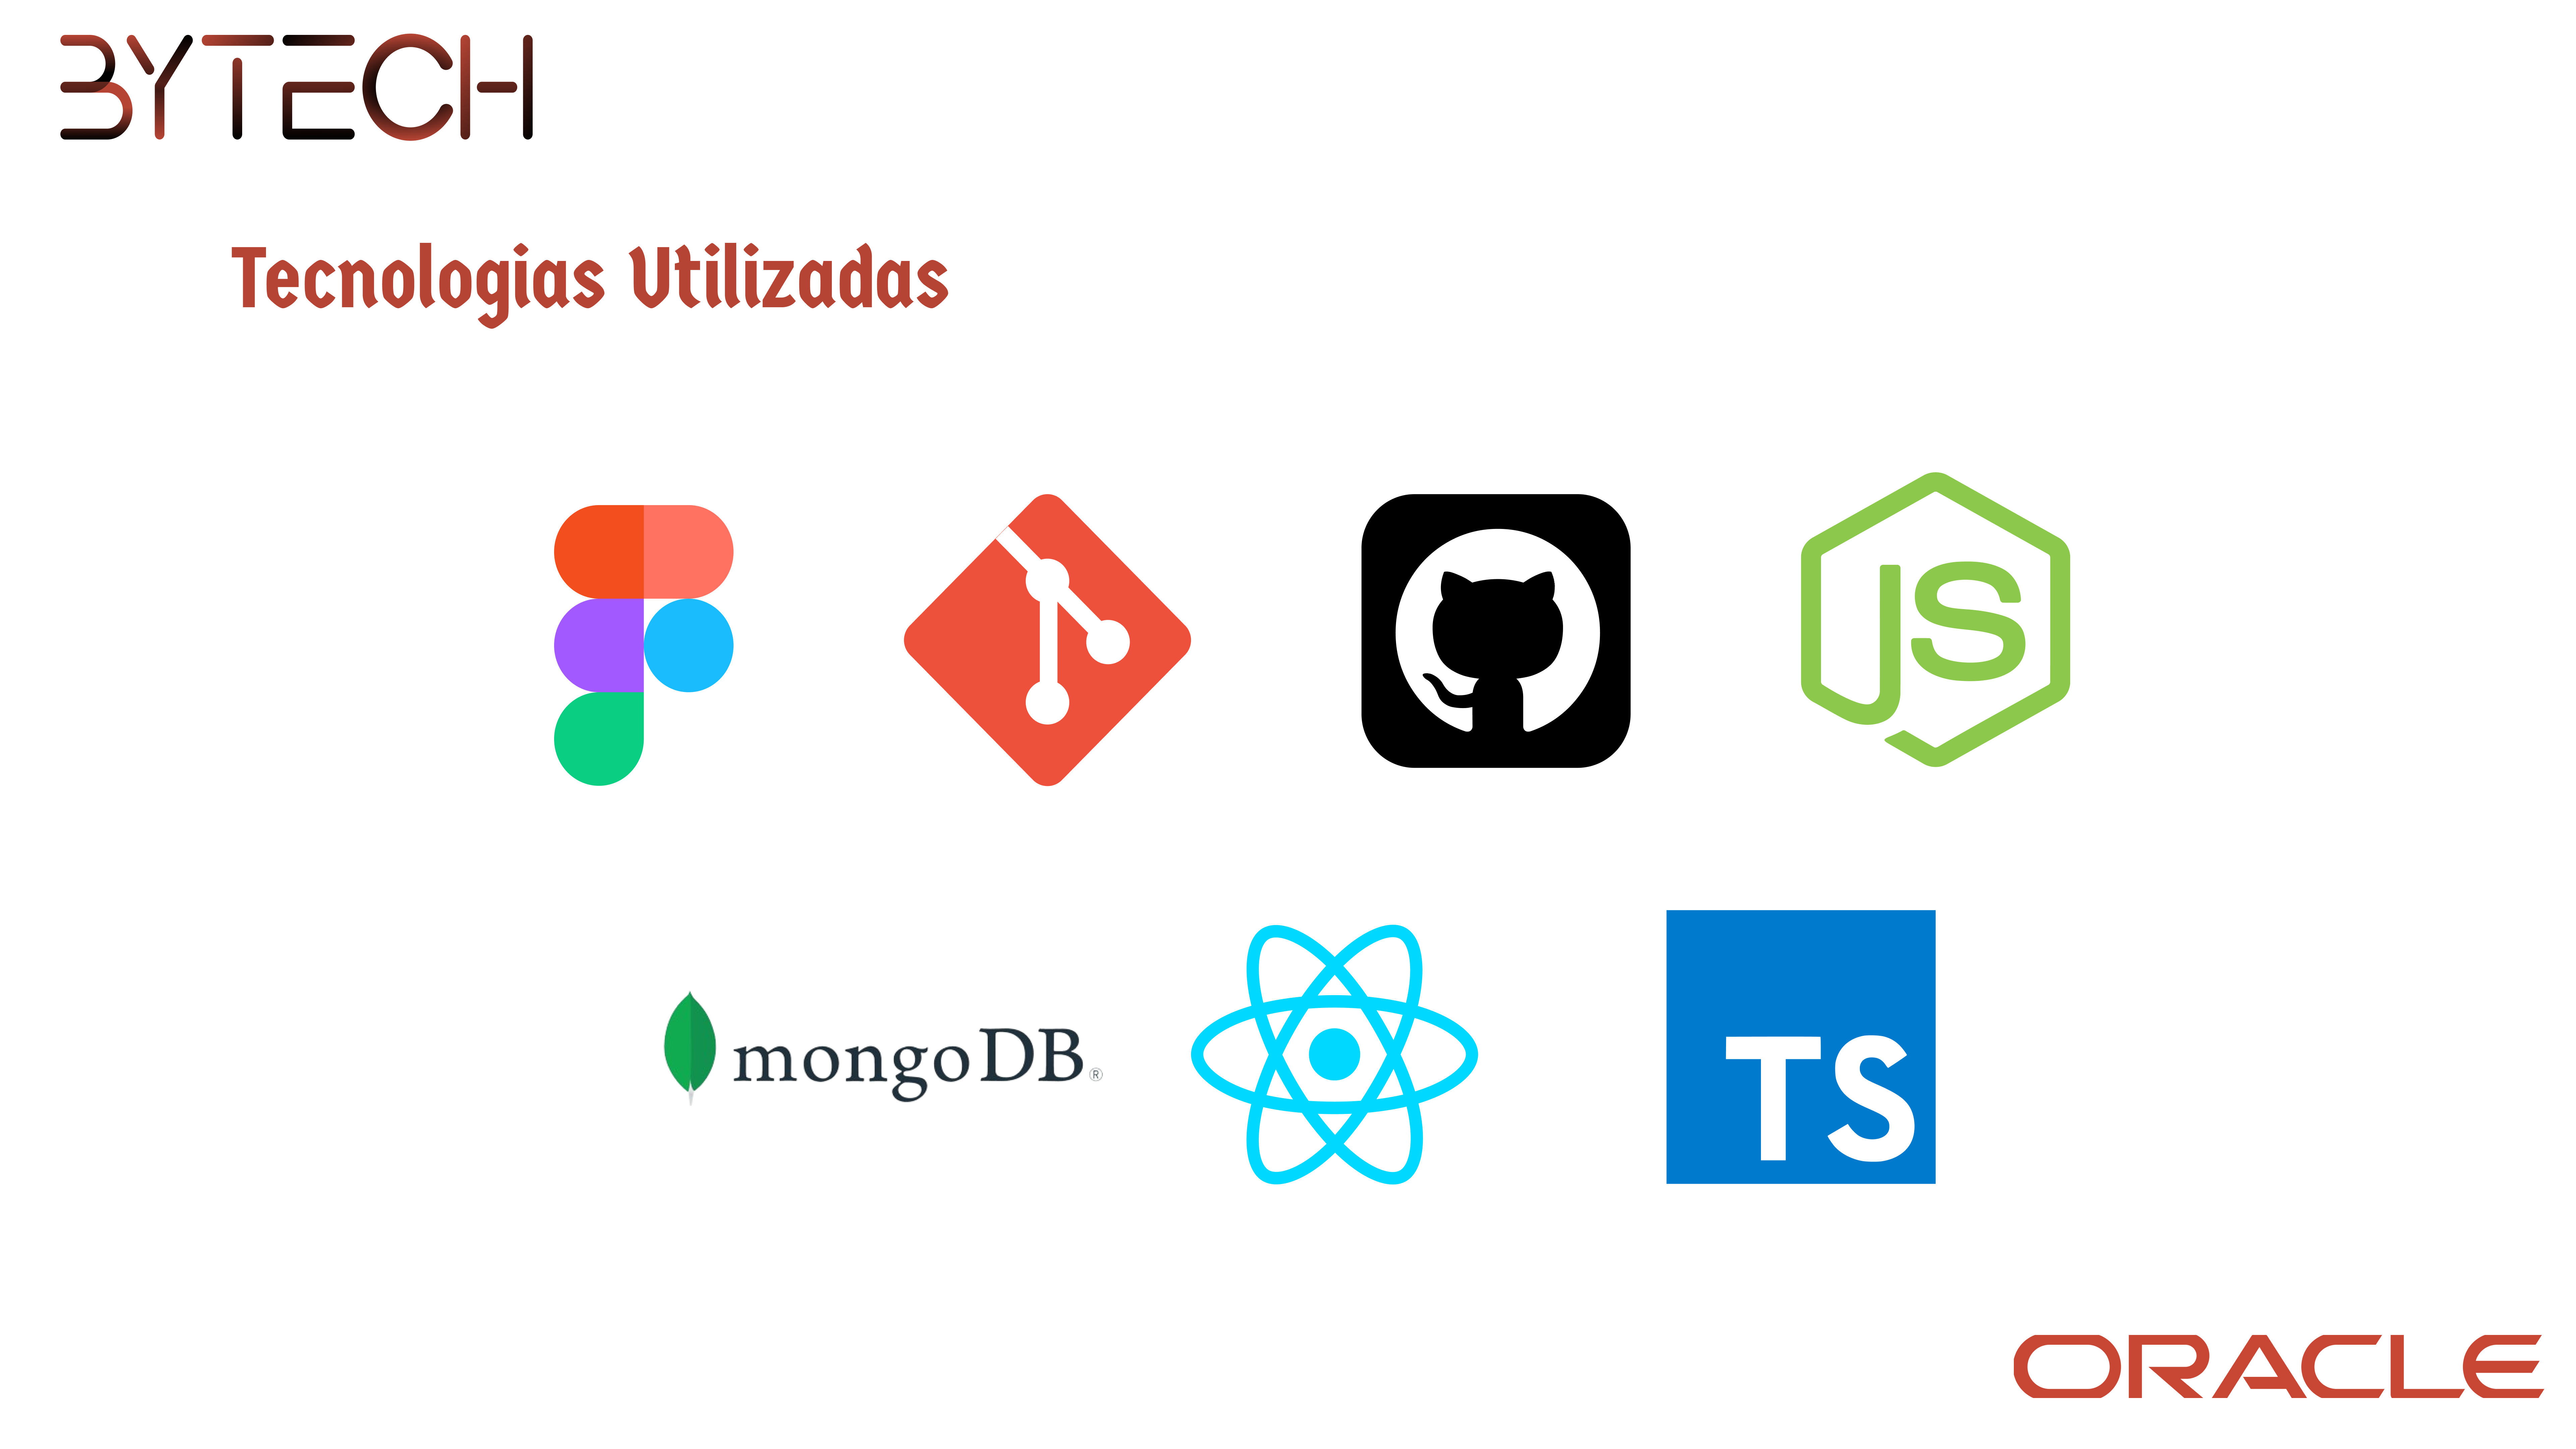 BYTECH
Tecnologias Utilizadas
JS
mongoDB®
TS
ORACLE